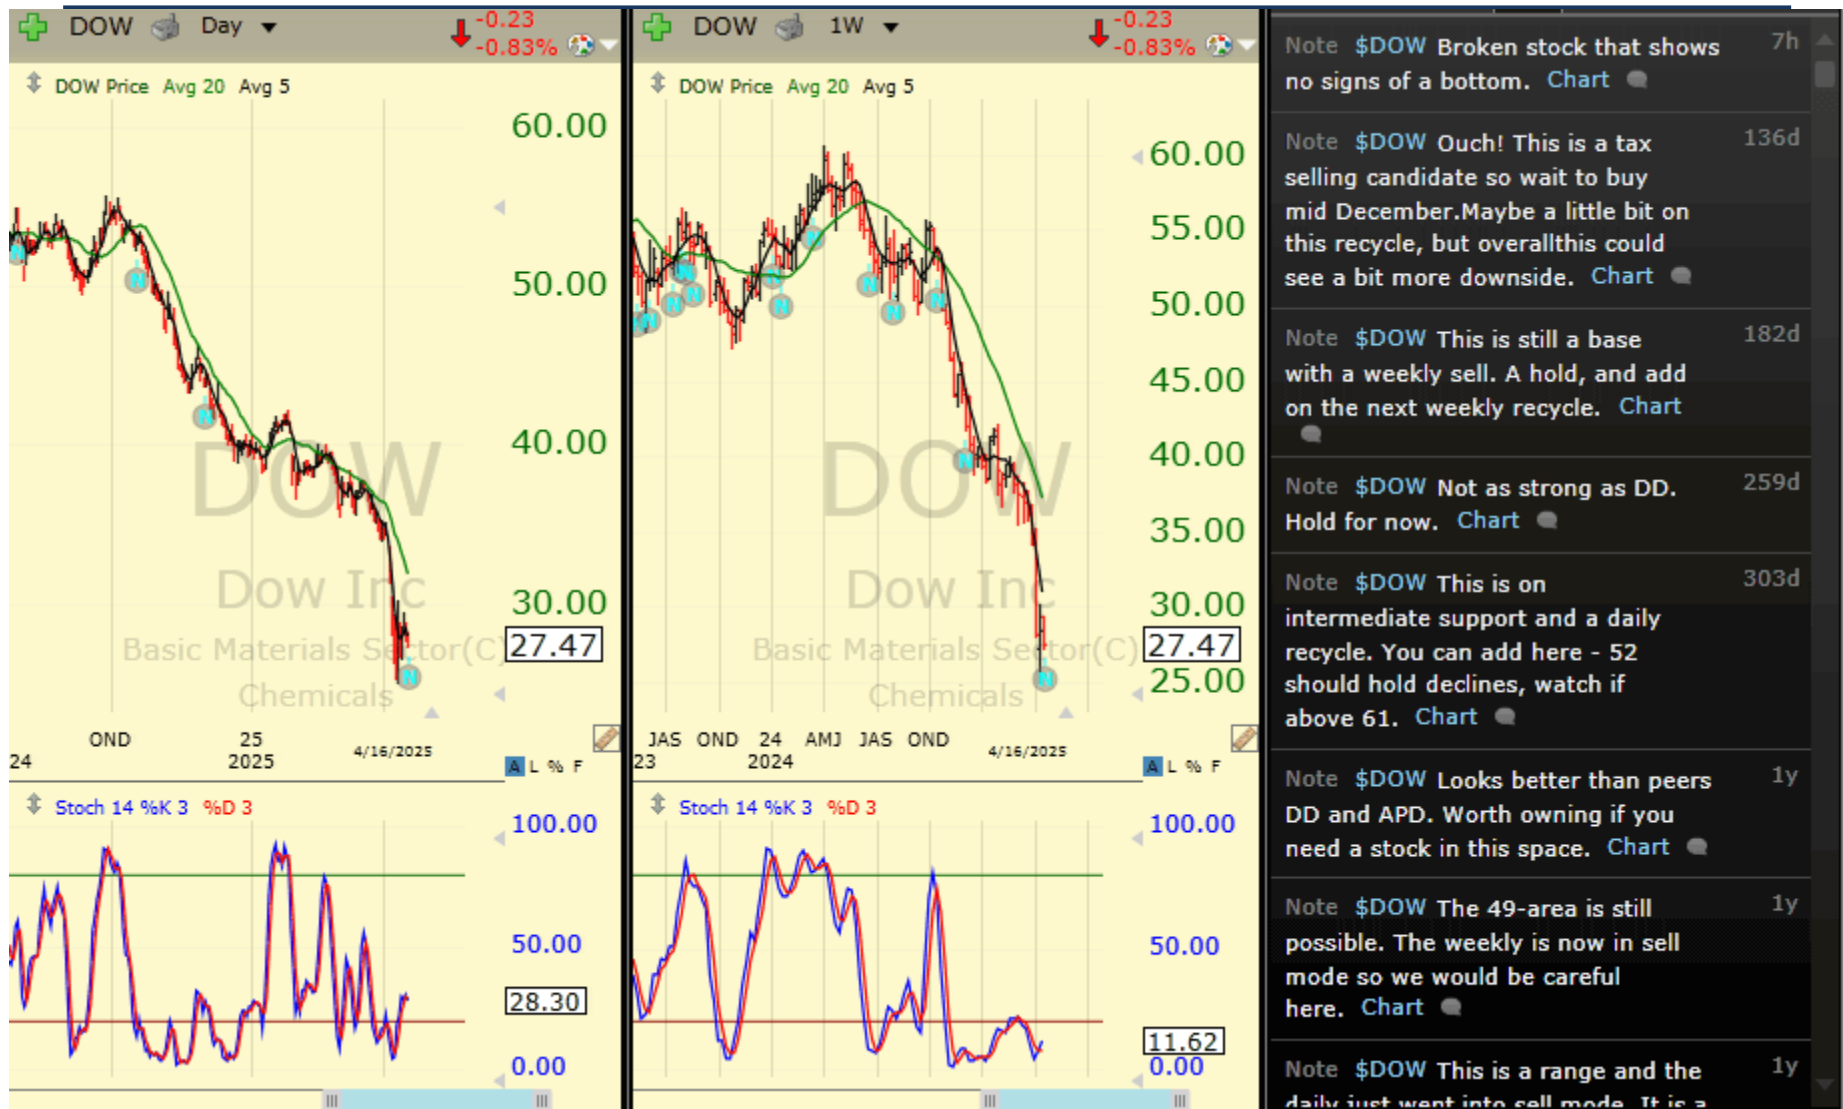 DOW Day
-0.23
-0.83%
DOW Price Avg 20 Avg 5
60.00
50.00
40.00
30.00
27.47
DOW
Dow Inc
Basic Materials Sector(C)
Chemicals
N
N
N
N
OND 25
24 2025 4/16/2025
A L % F
Stoch 14 %K 3 %D 3
100.00
50.00
28.30
0.00
DOW 1W
-0.23
-0.83%
DOW Price Avg 20 Avg 5
60.00
55.00
50.00
45.00
40.00
35.00
30.00
27.47
25.00
DOW
Dow Inc
Basic Materials Sector(C)
Chemicals
N
N
N
N
N
N
N
N
N
N
N
N
N
JAS OND 24 AMJ JAS OND
23 2024 4/16/2025
A L % F
Stoch 14 %K 3 %D 3
100.00
50.00
11.62
0.00
Note $DOW Broken stock that shows 7h
no signs of a bottom. Chart
Note $DOW Ouch! This is a tax 136d
selling candidate so wait to buy
mid December.Maybe a little bit on
this recycle, but overallthis could
see a bit more downside. Chart
Note $DOW This is still a base 182d
with a weekly sell. A hold, and add
on the next weekly recycle. Chart
Note $DOW Not as strong as DD. 259d
Hold for now. Chart
Note $DOW This is on 303d
intermediate support and a daily
recycle. You can add here - 52
should hold declines, watch if
above 61. Chart
Note $DOW Looks better than peers 1y
DD and APD. Worth owning if you
need a stock in this space. Chart
Note $DOW The 49-area is still 1y
possible. The weekly is now in sell
mode so we would be careful
here. Chart
Note $DOW This is a range and the 1y
daily just went into sell mode. It is a